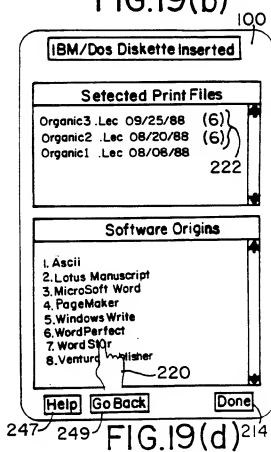 FIG.19(b)
100
IBM/Dos Diskette Inserted
Selected Print Files
Organic3 .Lec 09/25/88 (6)
Organic2 .Lec 08/20/88 (6)
Organic1 .Lec 08/08/88
222
Software Origins
1. Ascii
2. Lotus Manuscript
3. MicroSoft Word
4. PageMaker
5. Windows Write
6. WordPerfect
7. Word Star
8. Ventura
220
Help Go Back Done
247 249 FIG.19(d) 214